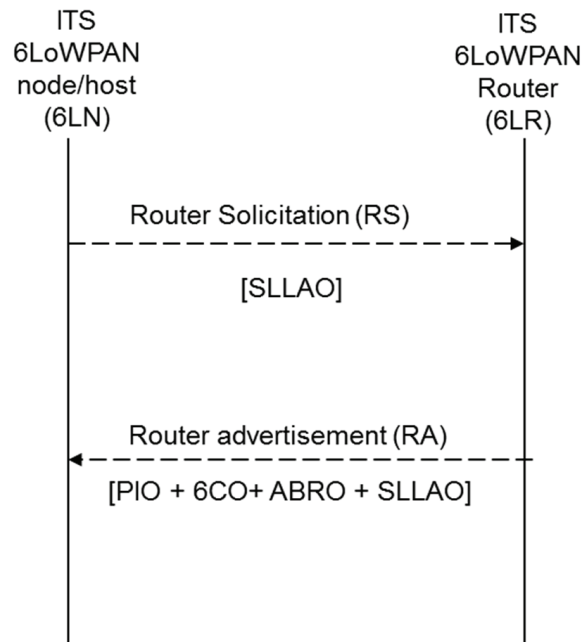 ITS
6LoWPAN
node/host
(6LN)
ITS
6LoWPAN
Router
(6LR)
Router Solicitation (RS)
[SLLAO]
Router advertisement (RA)
[PIO + 6CO+ ABRO + SLLAO]